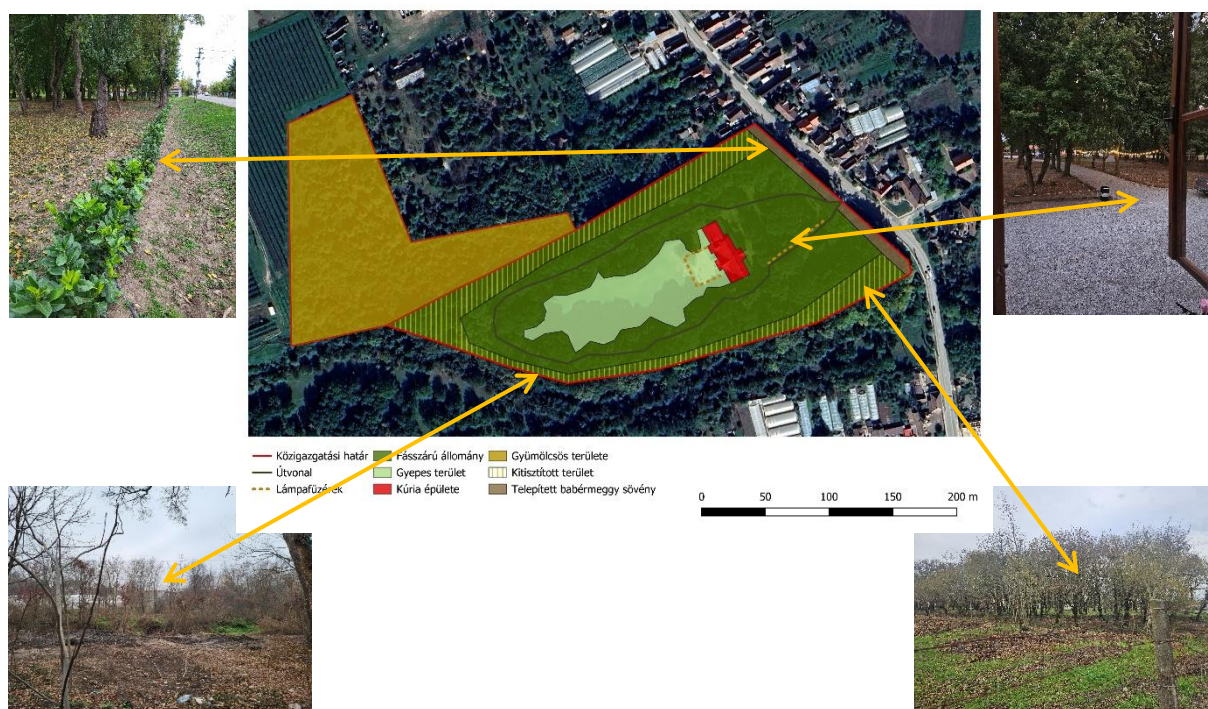 Közigazgatási határ
Fásszárú állomány
Gyümölcsös területe
Útvonal
Gyepes terület
Kitisztított terület
Lámpafüzérek
Kúria épülete
Telepített babérmeggy sövény
0 50 100 150 200 m